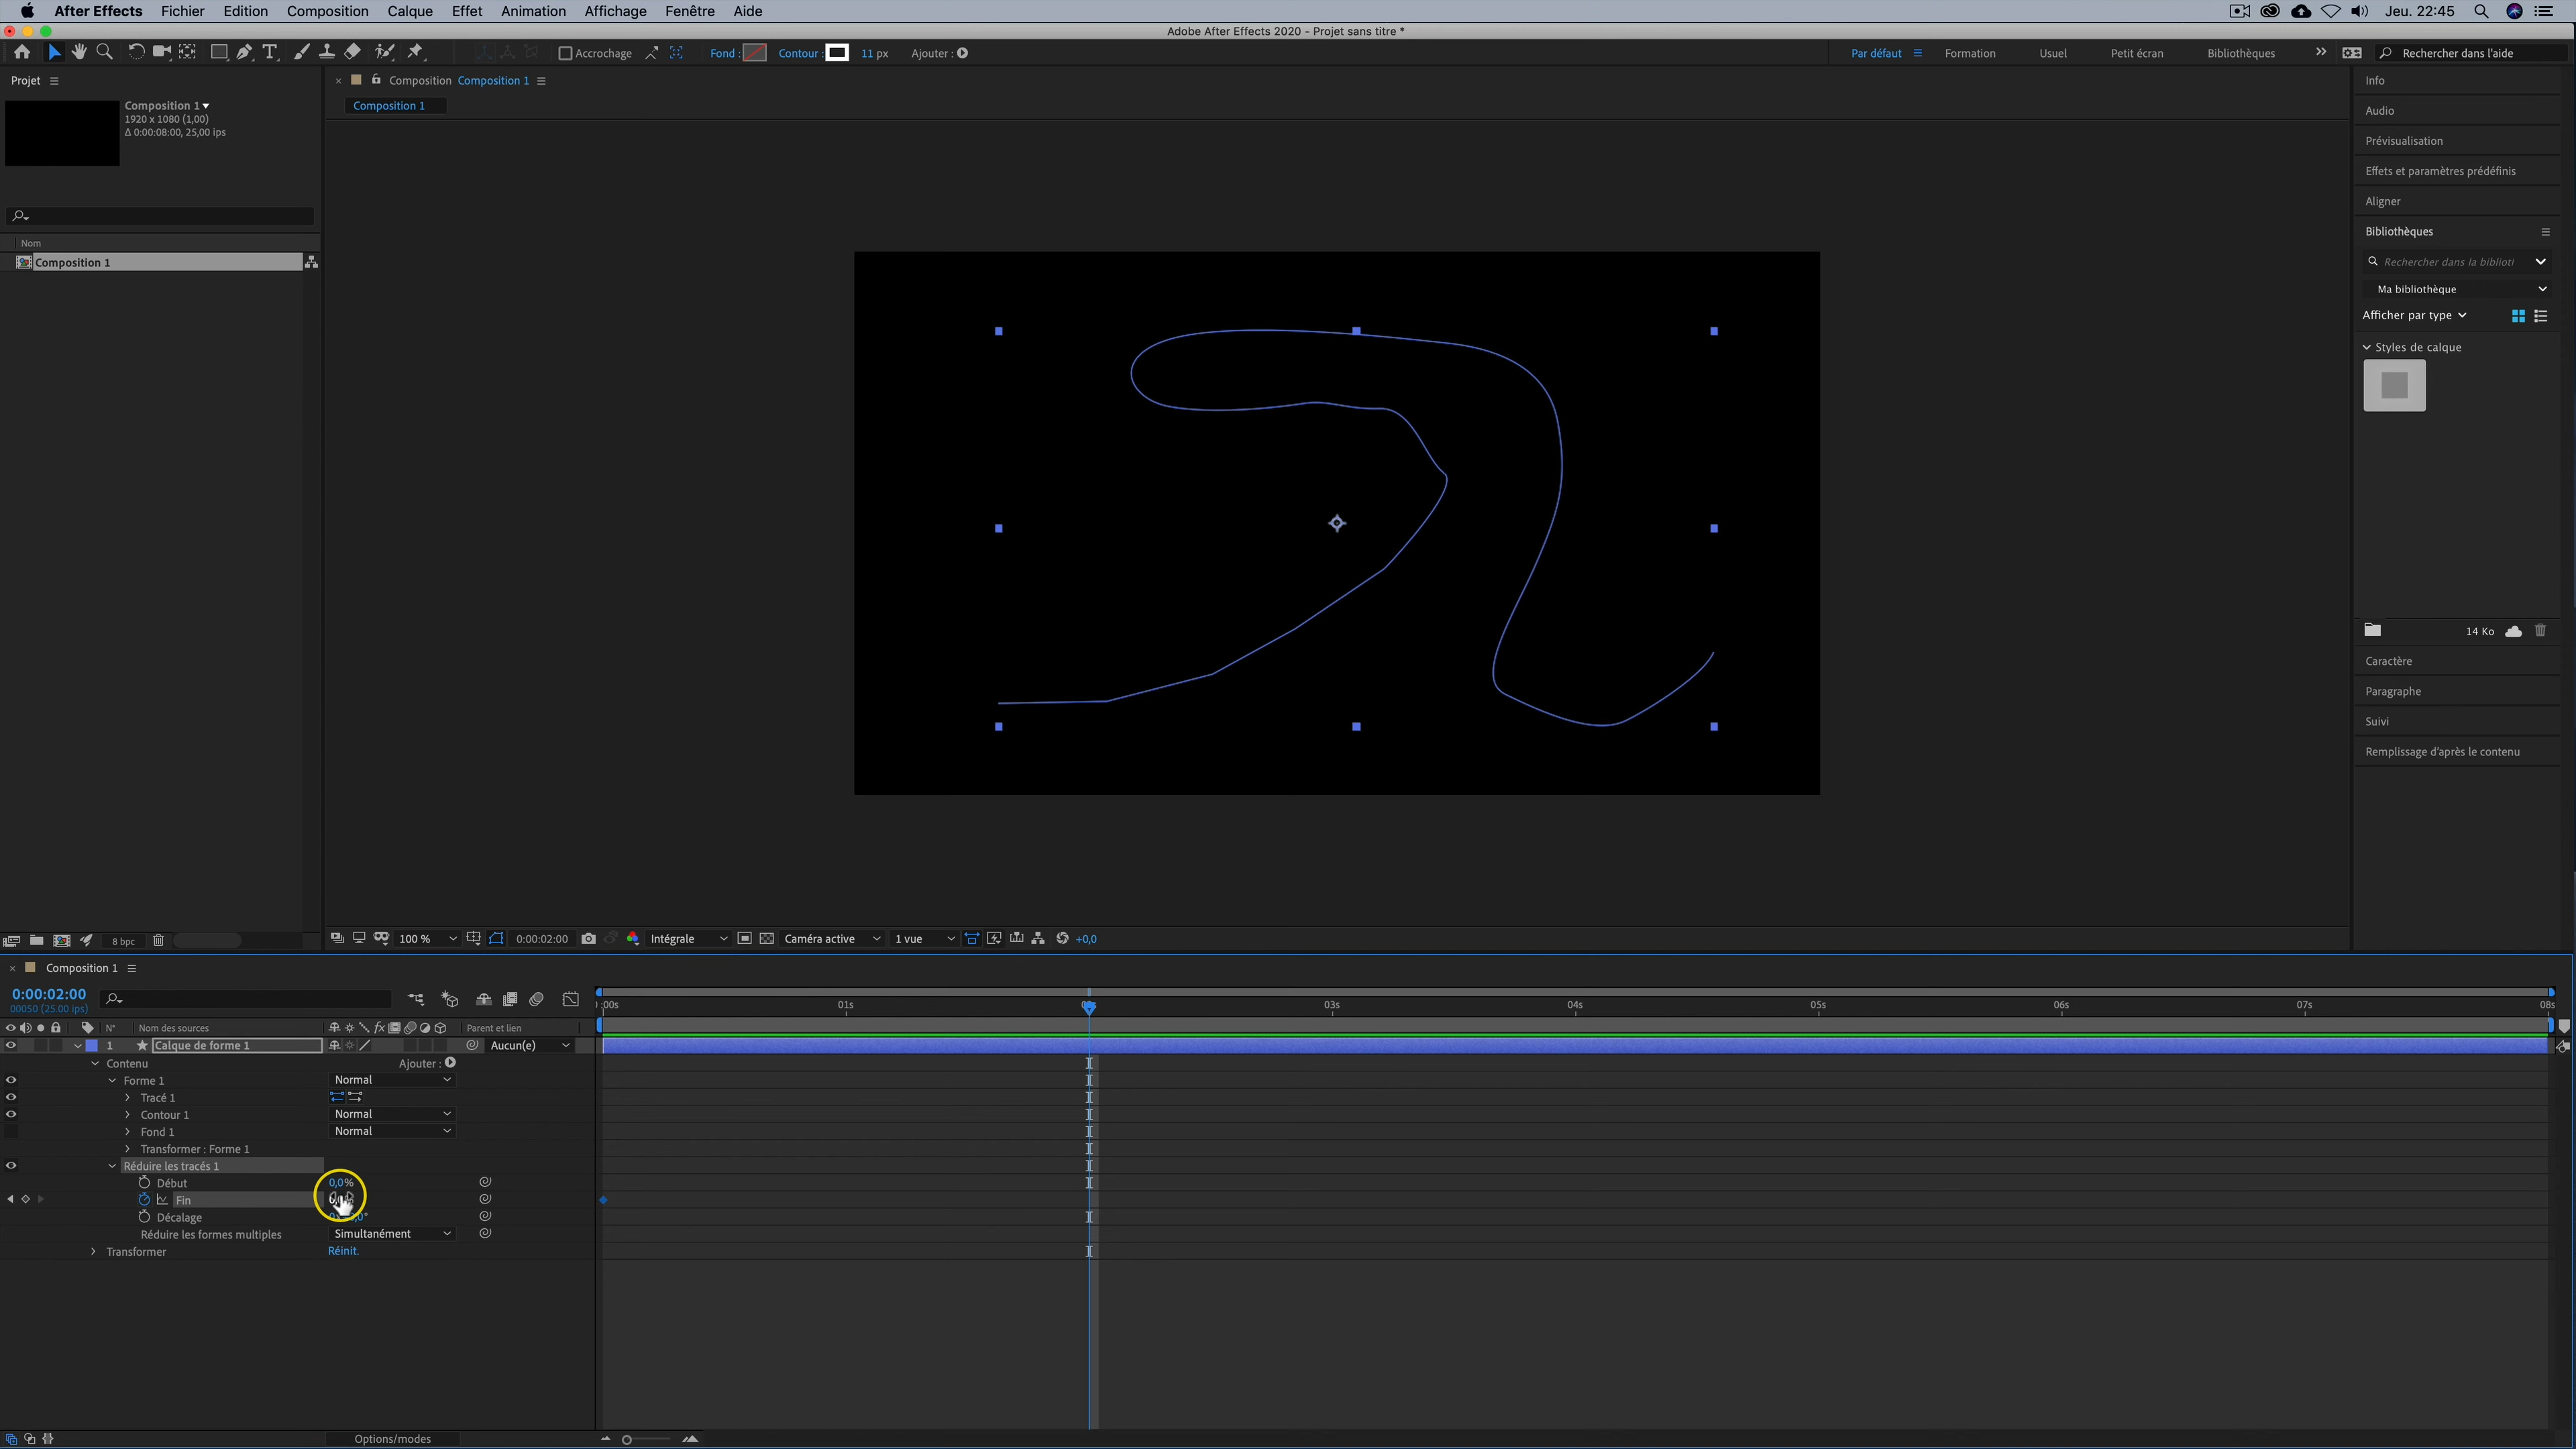 After Effects Fichier Edition Composition Calque Effet Animation Affichage Fenêtre Aide Jeu. 22:45
Adobe After Effects 2020 - Projet sans titre *
Accrochage Fond : Contour : 11 px Ajouter : Par défaut Formation Usuel Petit écran Bibliothèques Rechercher dans l'aide
Projet
Composition Composition 1
Composition 1
Composition 1
1920 x 1080 (1,00)
Δ 0:00:08:00, 25,00 ips
Nom
Composition 1
Info
Audio
Prévisualisation
Effets et paramètres prédéfinis
Aligner
Bibliothèques
Rechercher dans la biblioti
Ma bibliothèque
Afficher par type
Styles de calque
14 Ko
Caractère
Paragraphe
Suivi
Remplissage d'après le contenu
8 bpc
100 % 0:00:02:00 Intégrale Caméra active 1 vue +0,0
Composition 1
0:00:02:00
00050 (25.00 ips)
:00s 01s 03s 04s 05s 06s 07s 08s
N° Nom des sources fx Parent et lien
1 Calque de forme 1 Aucun(e)
Contenu Ajouter :
Forme 1 Normal
Tracé 1
Contour 1 Normal
Fond 1 Normal
Transformer : Forme 1
Réduire les tracés 1
Début 0,0%
Fin
Décalage
Réduire les formes multiples Simultanément
Transformer Réinit.
Options/modes